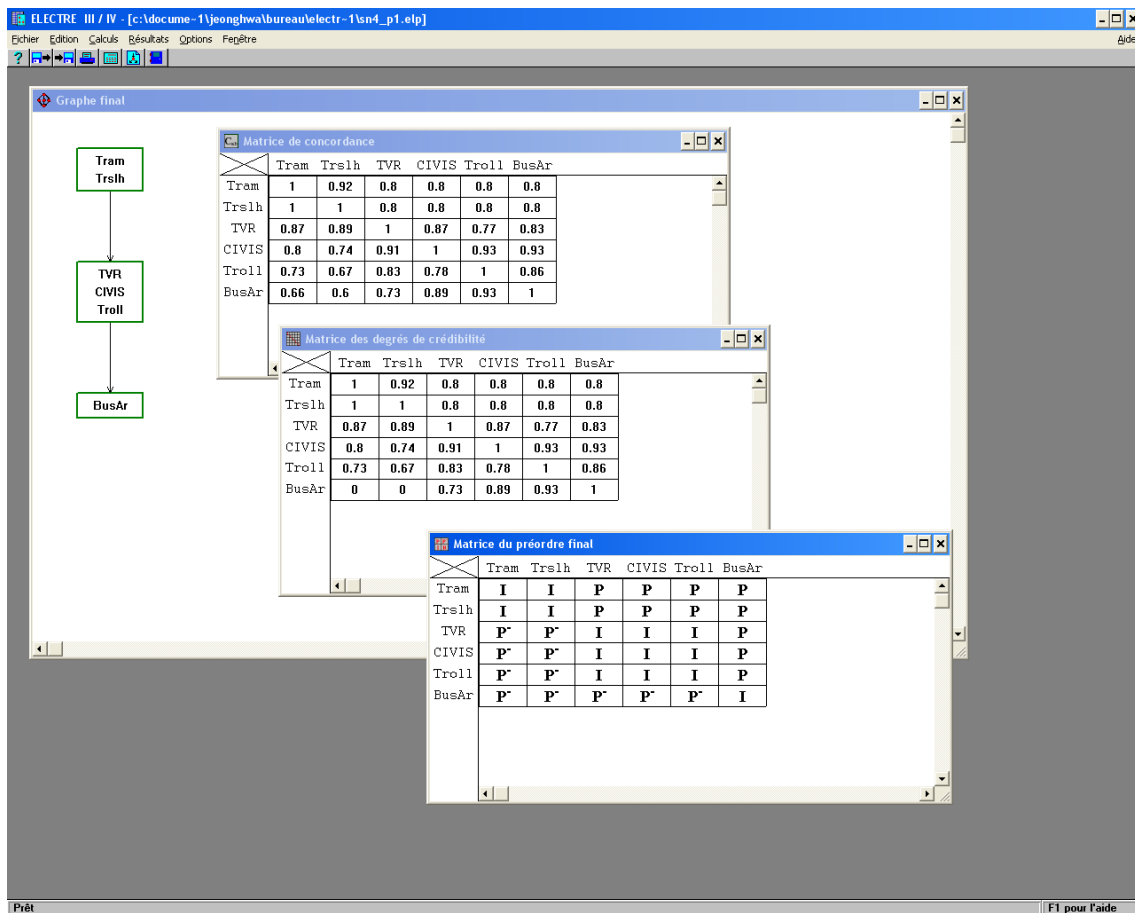 ELECTRE III / IV - [c:\docume~1\jeonghwa\bureau\electr~1\sn4_p1.elp]
Fichier Edition Calculs Résultats Options Fenêtre Aide
?
Graphe final
Tram
Trslh
TVR
CIVIS
Troll
BusAr
Matrice de concordance
Tram Trslh TVR CIVIS Troll BusAr
Tram 1 0.92 0.8 0.8 0.8 0.8
Trslh 1 1 0.8 0.8 0.8 0.8
TVR 0.87 0.89 1 0.87 0.77 0.83
CIVIS 0.8 0.74 0.91 1 0.93 0.93
Troll 0.73 0.67 0.83 0.78 1 0.86
BusAr 0.66 0.6 0.73 0.89 0.93 1
Matrice des degrés de crédibilité
Tram Trslh TVR CIVIS Troll BusAr
Tram 1 0.92 0.8 0.8 0.8 0.8
Trslh 1 1 0.8 0.8 0.8 0.8
TVR 0.87 0.89 1 0.87 0.77 0.83
CIVIS 0.8 0.74 0.91 1 0.93 0.93
Troll 0.73 0.67 0.83 0.78 1 0.86
BusAr 0 0 0.73 0.89 0.93 1
Matrice du préordre final
Tram Trslh TVR CIVIS Troll BusAr
Tram I I P P P P
Trslh I I P P P P
TVR P⁻ P⁻ I I I P
CIVIS P⁻ P⁻ I I I P
Troll P⁻ P⁻ I I I P
BusAr P⁻ P⁻ P⁻ P⁻ P⁻ I
Prêt F1 pour l'aide